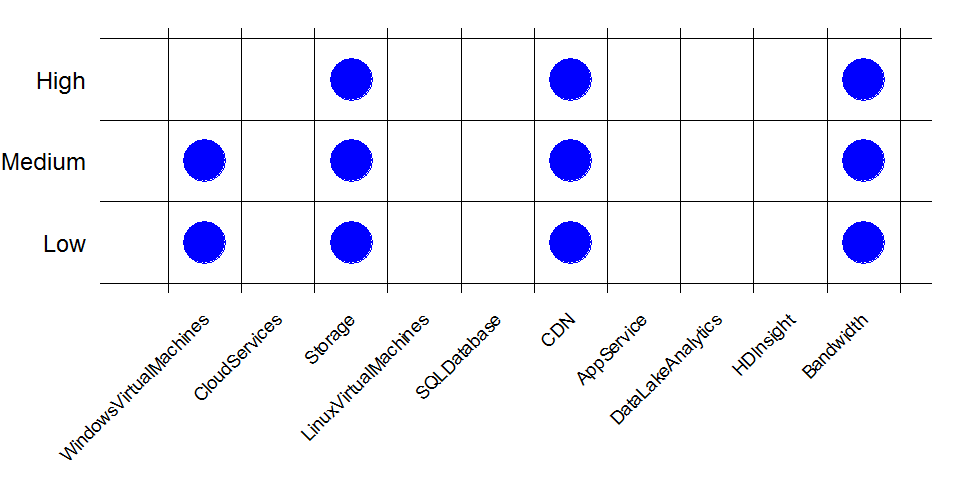 High
Medium
Low
WindowsVirtualMachines
CloudServices
Storage
LinuxVirtualMachines
SQLDatabase
CDN
AppService
DataLakeAnalytics
HDInsight
Bandwidth